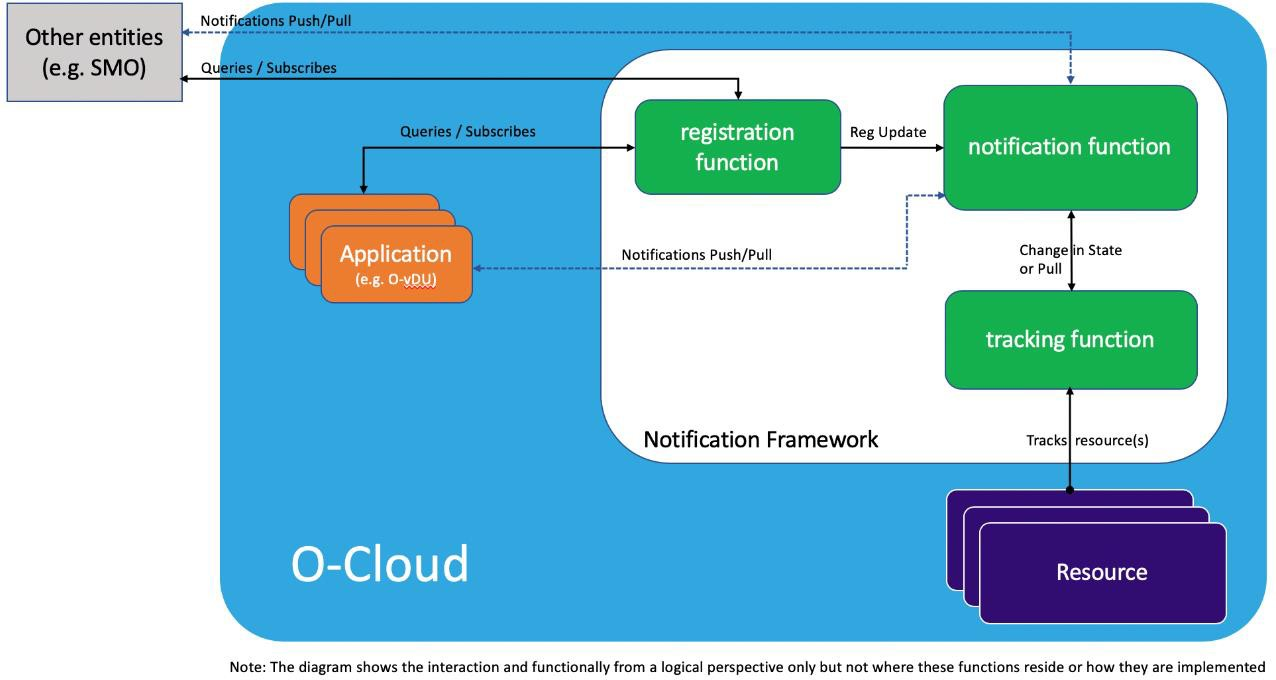 Other entities
(e.g. SMO)
Notifications Push/Pull
Queries / Subscribes
Queries / Subscribes
registration
function
Reg Update
notification function
Application
(e.g. O-vDU)
Notifications Push/Pull
Change in State
or Pull
tracking function
Notification Framework
Tracks resource(s)
O-Cloud
Resource
Note: The diagram shows the interaction and functionally from a logical perspective only but not where these functions reside or how they are implemented